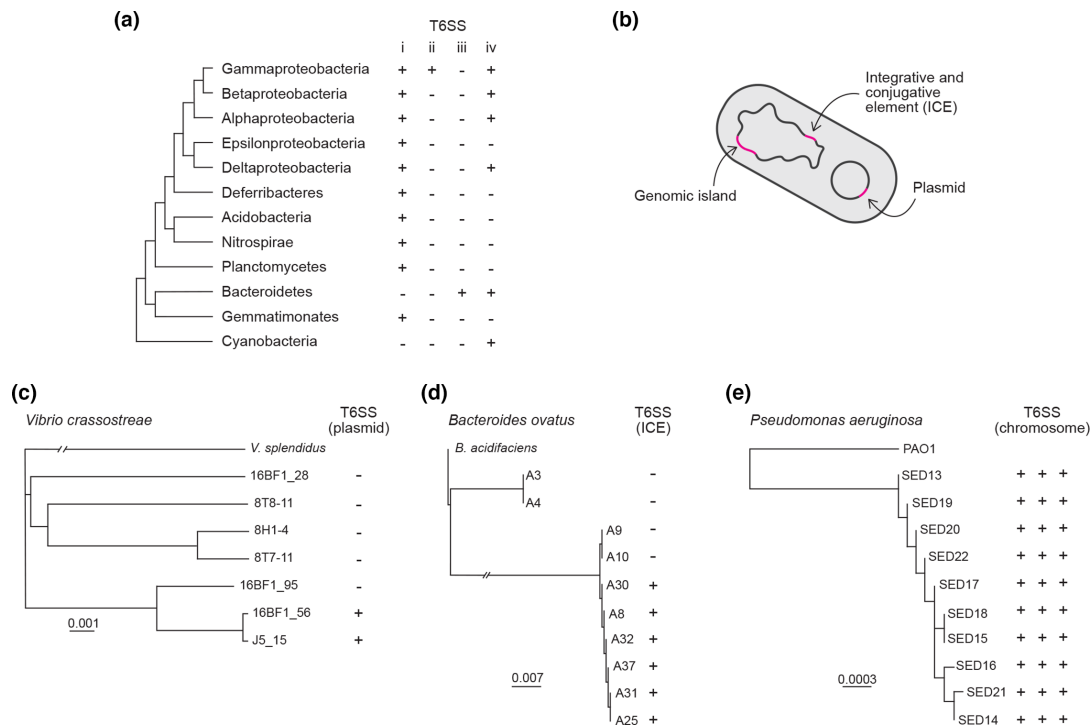 (a)
T6SS
i ii iii iv
Gammaproteobacteria + + - +
Betaproteobacteria + - - +
Alphaproteobacteria + - - +
Epsilonproteobacteria + - - -
Deltaproteobacteria + - - +
Deferribacteres + - - -
Acidobacteria + - - -
Nitrospirae + - - -
Planctomycetes + - - -
Bacteroidetes - - + +
Gemmatimonates + - - -
Cyanobacteria - - - +
(b)
Integrative and
conjugative
element (ICE)
Genomic island
Plasmid
(c)
Vibrio crassostreae
T6SS
(plasmid)
V. splendidus
16BF1_28 -
8T8-11 -
8H1-4 -
8T7-11 -
16BF1_95 -
16BF1_56 +
J5_15 +
0.001
(d)
Bacteroides ovatus
T6SS
(ICE)
B. acidifaciens
A3 -
A4 -
A9 -
A10 -
A30 +
A8 +
A32 +
A37 +
A31 +
A25 +
0.007
(e)
Pseudomonas aeruginosa
T6SS
(chromosome)
PAO1
SED13 + + +
SED19 + + +
SED20 + + +
SED22 + + +
SED17 + + +
SED18 + + +
SED15 + + +
SED16 + + +
SED21 + + +
SED14 + + +
0.0003